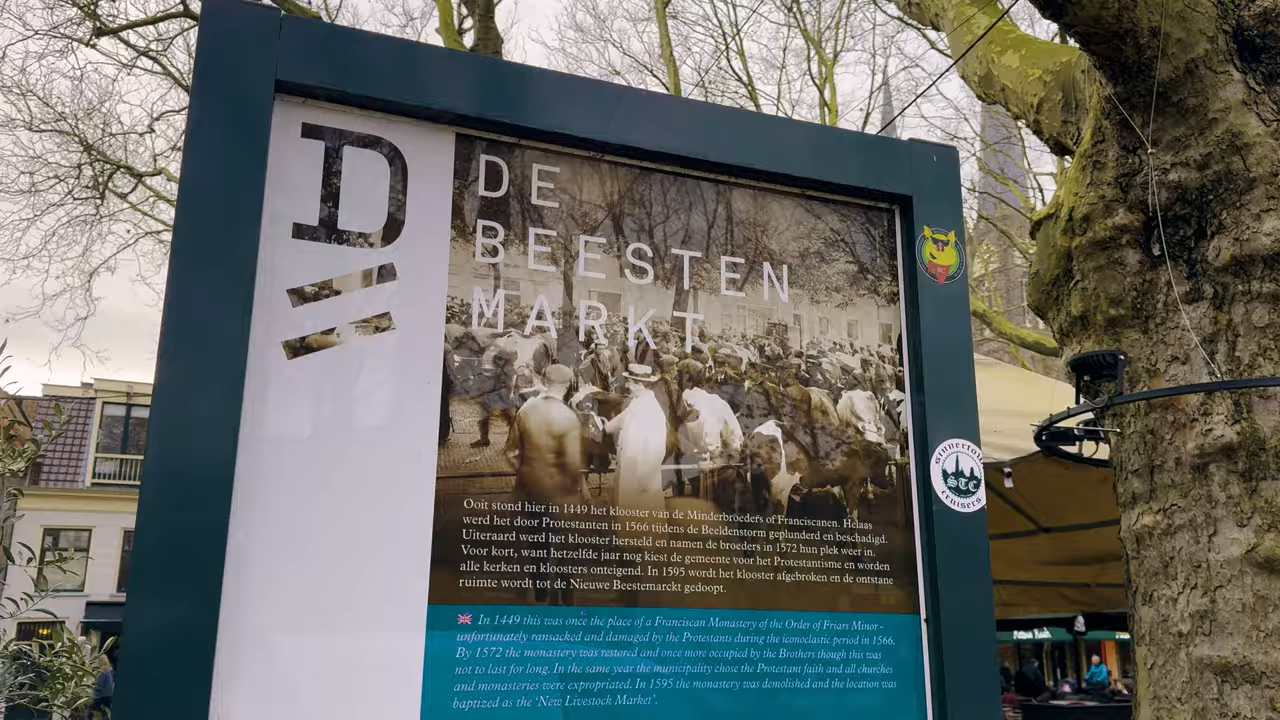 D
DE
BEESTEN
MARKT
Ooit stond hier in 1449 het klooster van de Minderbroeders of Franciscanen. Helaas
werd het door Protestanten in 1566 tijdens de Beeldenstorm geplunderd en beschadigd.
Uiteraard werd het klooster hersteld en namen de broeders in 1572 hun plek weer in.
Voor kort, want hetzelfde jaar nog kiest de gemeente voor het Protestantisme en worden
alle kerken en kloosters onteigend. In 1595 wordt het klooster afgebroken en de ontstane
ruimte wordt tot de Nieuwe Beestemarckt gedoopt.
In 1449 this was once the place of a Franciscan Monastery of the Order of Friars Minor -
unfortunately ransacked and damaged by the Protestants during the iconoclastic period in 1566.
By 1572 the monastery was restored and once more occupied by the Brothers though this was
not to last for long. In the same year the municipality chose the Protestant faith and all churches
and monasteries were expropriated. In 1595 the monastery was demolished and the location was
baptized as the 'New Livestock Market'.
STC
cruisers